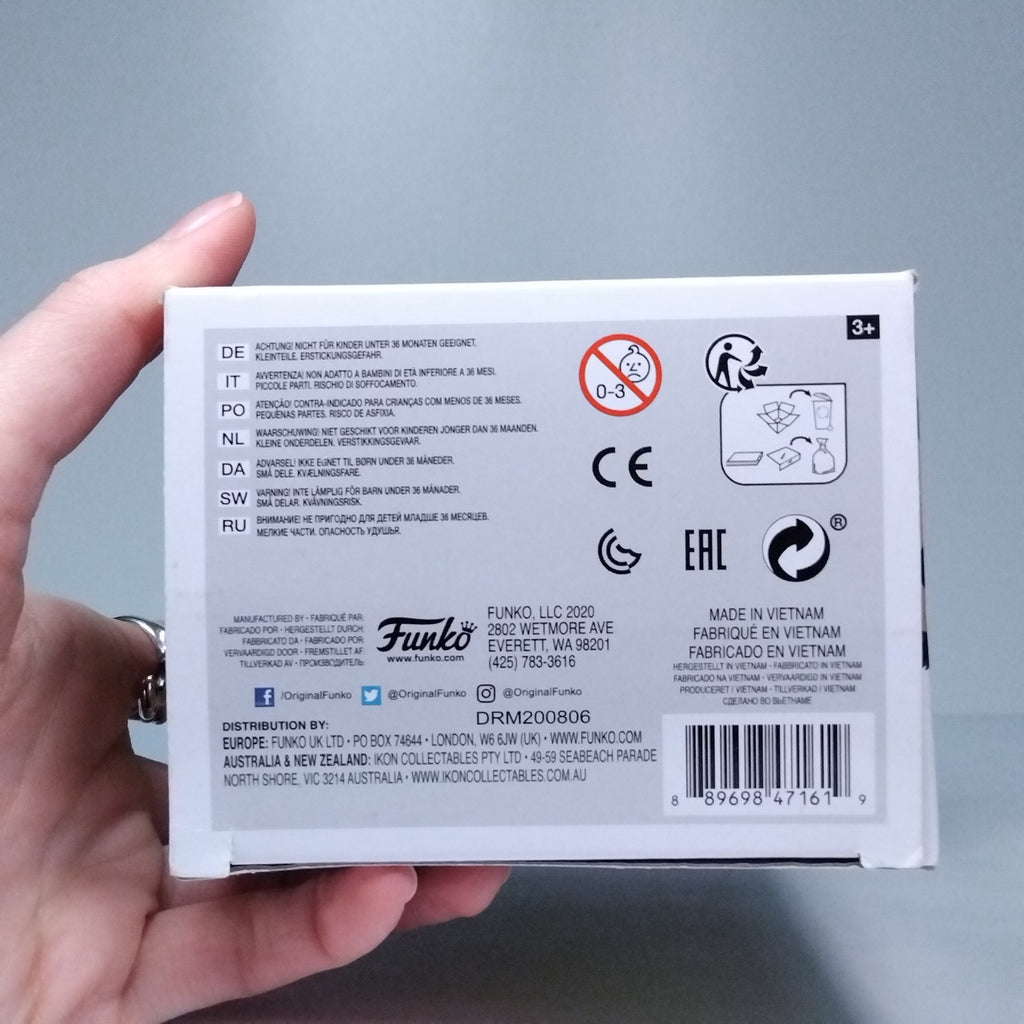 3+
DE ACHTUNG! NICHT FÜR KINDER UNTER 36 MONATEN GEEIGNET.
KLEINTEILE. ERSTICKUNGSGEFAHR.
IT AVVERTENZA! NON ADATTO A BAMBINI DI ETÀ INFERIORE A 36 MESI.
PICCOLE PARTI. RISCHIO DI SOFFOCAMENTO.
PO ATENÇÃO! CONTRA-INDICADO PARA CRIANÇAS COM MENOS DE 36 MESES.
PEQUENAS PARTES. RISCO DE ASFIXIA.
NL WAARSCHUWING! NIET GESCHIKT VOOR KINDEREN JONGER DAN 36 MAANDEN.
KLEINE ONDERDELEN. VERSTIKKINGSGEVAAR.
DA ADVARSEL! IKKE EGNET TIL BØRN UNDER 36 MÅNEDER.
SMÅ DELE. KVÆLNINGSFARE.
SW VARNING! INTE LÄMPLIG FÖR BARN UNDER 36 MÅNADER.
SMÅ DELAR. KVÄVNINGSRISK.
RU ВНИМАНИЕ! НЕ ПРИГОДНО ДЛЯ ДЕТЕЙ МЛАДШЕ 36 МЕСЯЦЕВ.
МЕЛКИЕ ЧАСТИ. ОПАСНОСТЬ УДУШЬЯ.
0-3
CE
EAC
®
MANUFACTURED BY • FABRIQUÉ PAR:
FABRICADO POR • HERGESTELLT DURCH:
FABBRICATO DA • FABRICADO POR:
VERVAARDIGD DOOR • FREMSTILLET AF:
TILLVERKAD AV • ПРОИЗВОДИТЕЛЬ:
Funko
www.funko.com
FUNKO, LLC 2020
2802 WETMORE AVE
EVERETT, WA 98201
(425) 783-3616
MADE IN VIETNAM
FABRIQUÉ EN VIETNAM
FABRICADO EN VIETNAM
HERGESTELLT IN VIETNAM • FABBRICATO IN VIETNAM
FABRICADO NA VIETNAM • VERVAARDIGD IN VIETNAM
PRODUCERET I VIETNAM • TILLVERKAD I VIETNAM
СДЕЛАНО ВО ВЬЕТНАМЕ
/OriginalFunko @OriginalFunko @OriginalFunko
DRM200806
DISTRIBUTION BY:
EUROPE: FUNKO UK LTD • PO BOX 74644 • LONDON, W6 6JW (UK) • WWW.FUNKO.COM
AUSTRALIA & NEW ZEALAND: IKON COLLECTABLES PTY LTD • 49-59 SEABEACH PARADE
NORTH SHORE, VIC 3214 AUSTRALIA • WWW.IKONCOLLECTABLES.COM.AU
8 89698 47161 9